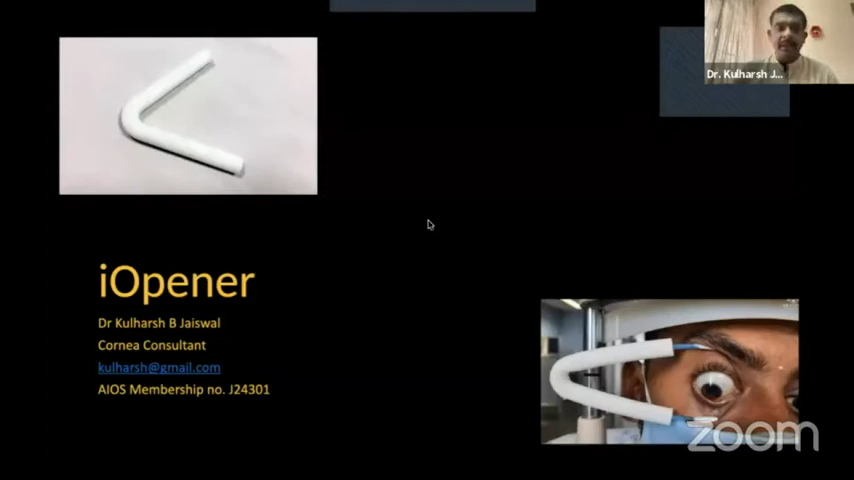 Dr. Kulharsh J...
iOpener
Dr Kulharsh B Jaiswal
Cornea Consultant
kulharsh@gmail.com
AIOS Membership no. J24301
zoom